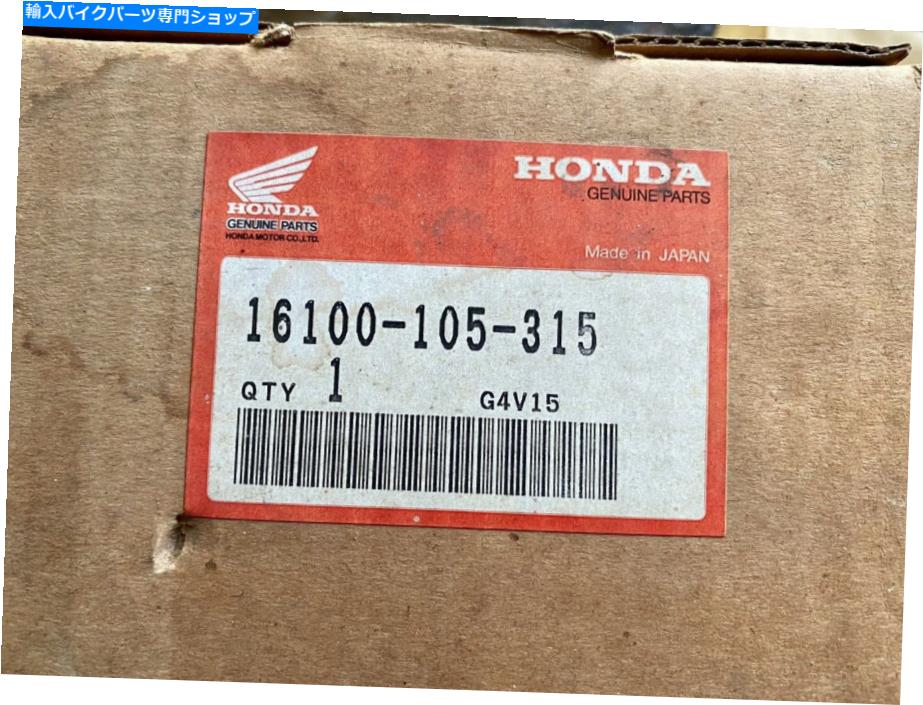 輸入バイクパーツ専門ショップ
HONDA
GENUINE PARTS
HONDA MOTOR CO.,LTD.
HONDA
GENUINE PARTS
Made in JAPAN
16100-105-315
QTY 1 G4V15